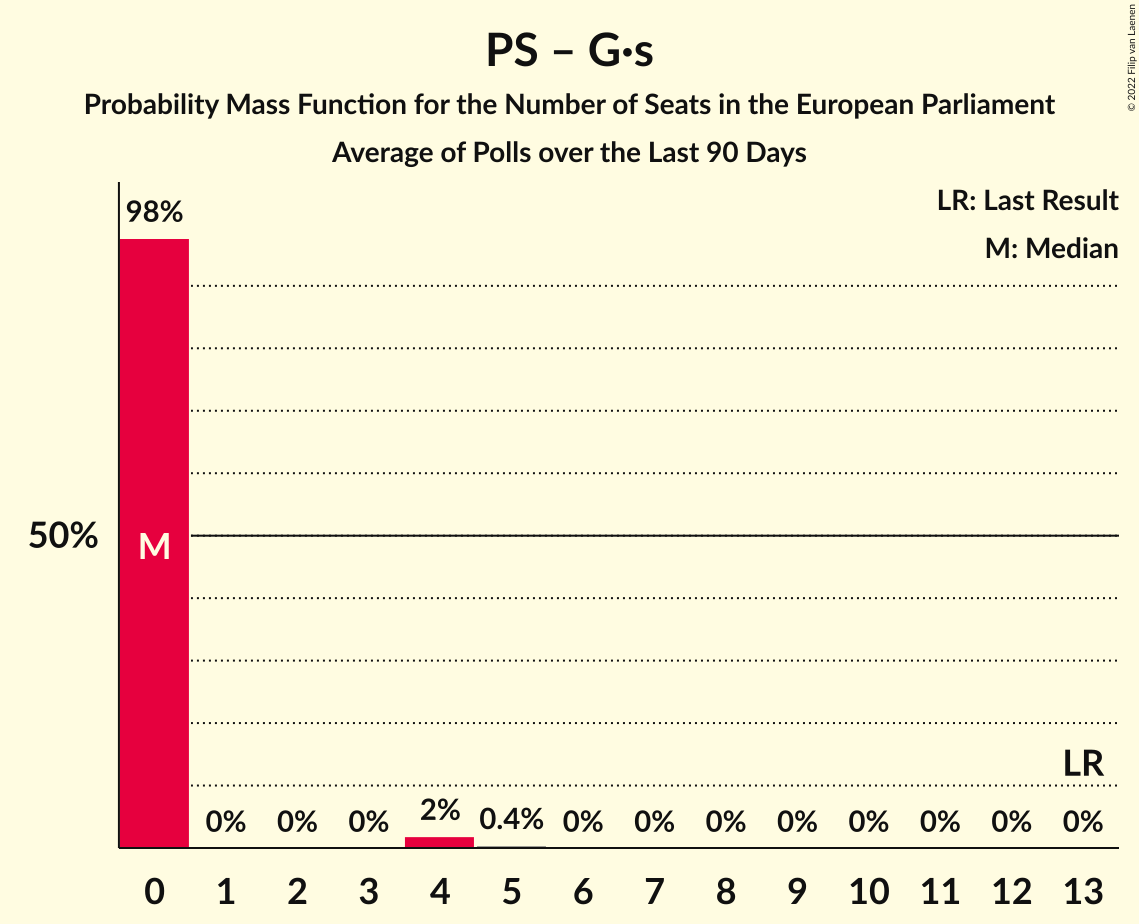 PS – G•s
Probability Mass Function for the Number of Seats in the European Parliament
Average of Polls over the Last 90 Days
© 2022 Filip van Laenen
LR: Last Result
M: Median
98%
50%
M
LR
0% 0% 0% 2% 0.4% 0% 0% 0% 0% 0% 0% 0% 0%
0 1 2 3 4 5 6 7 8 9 10 11 12 13